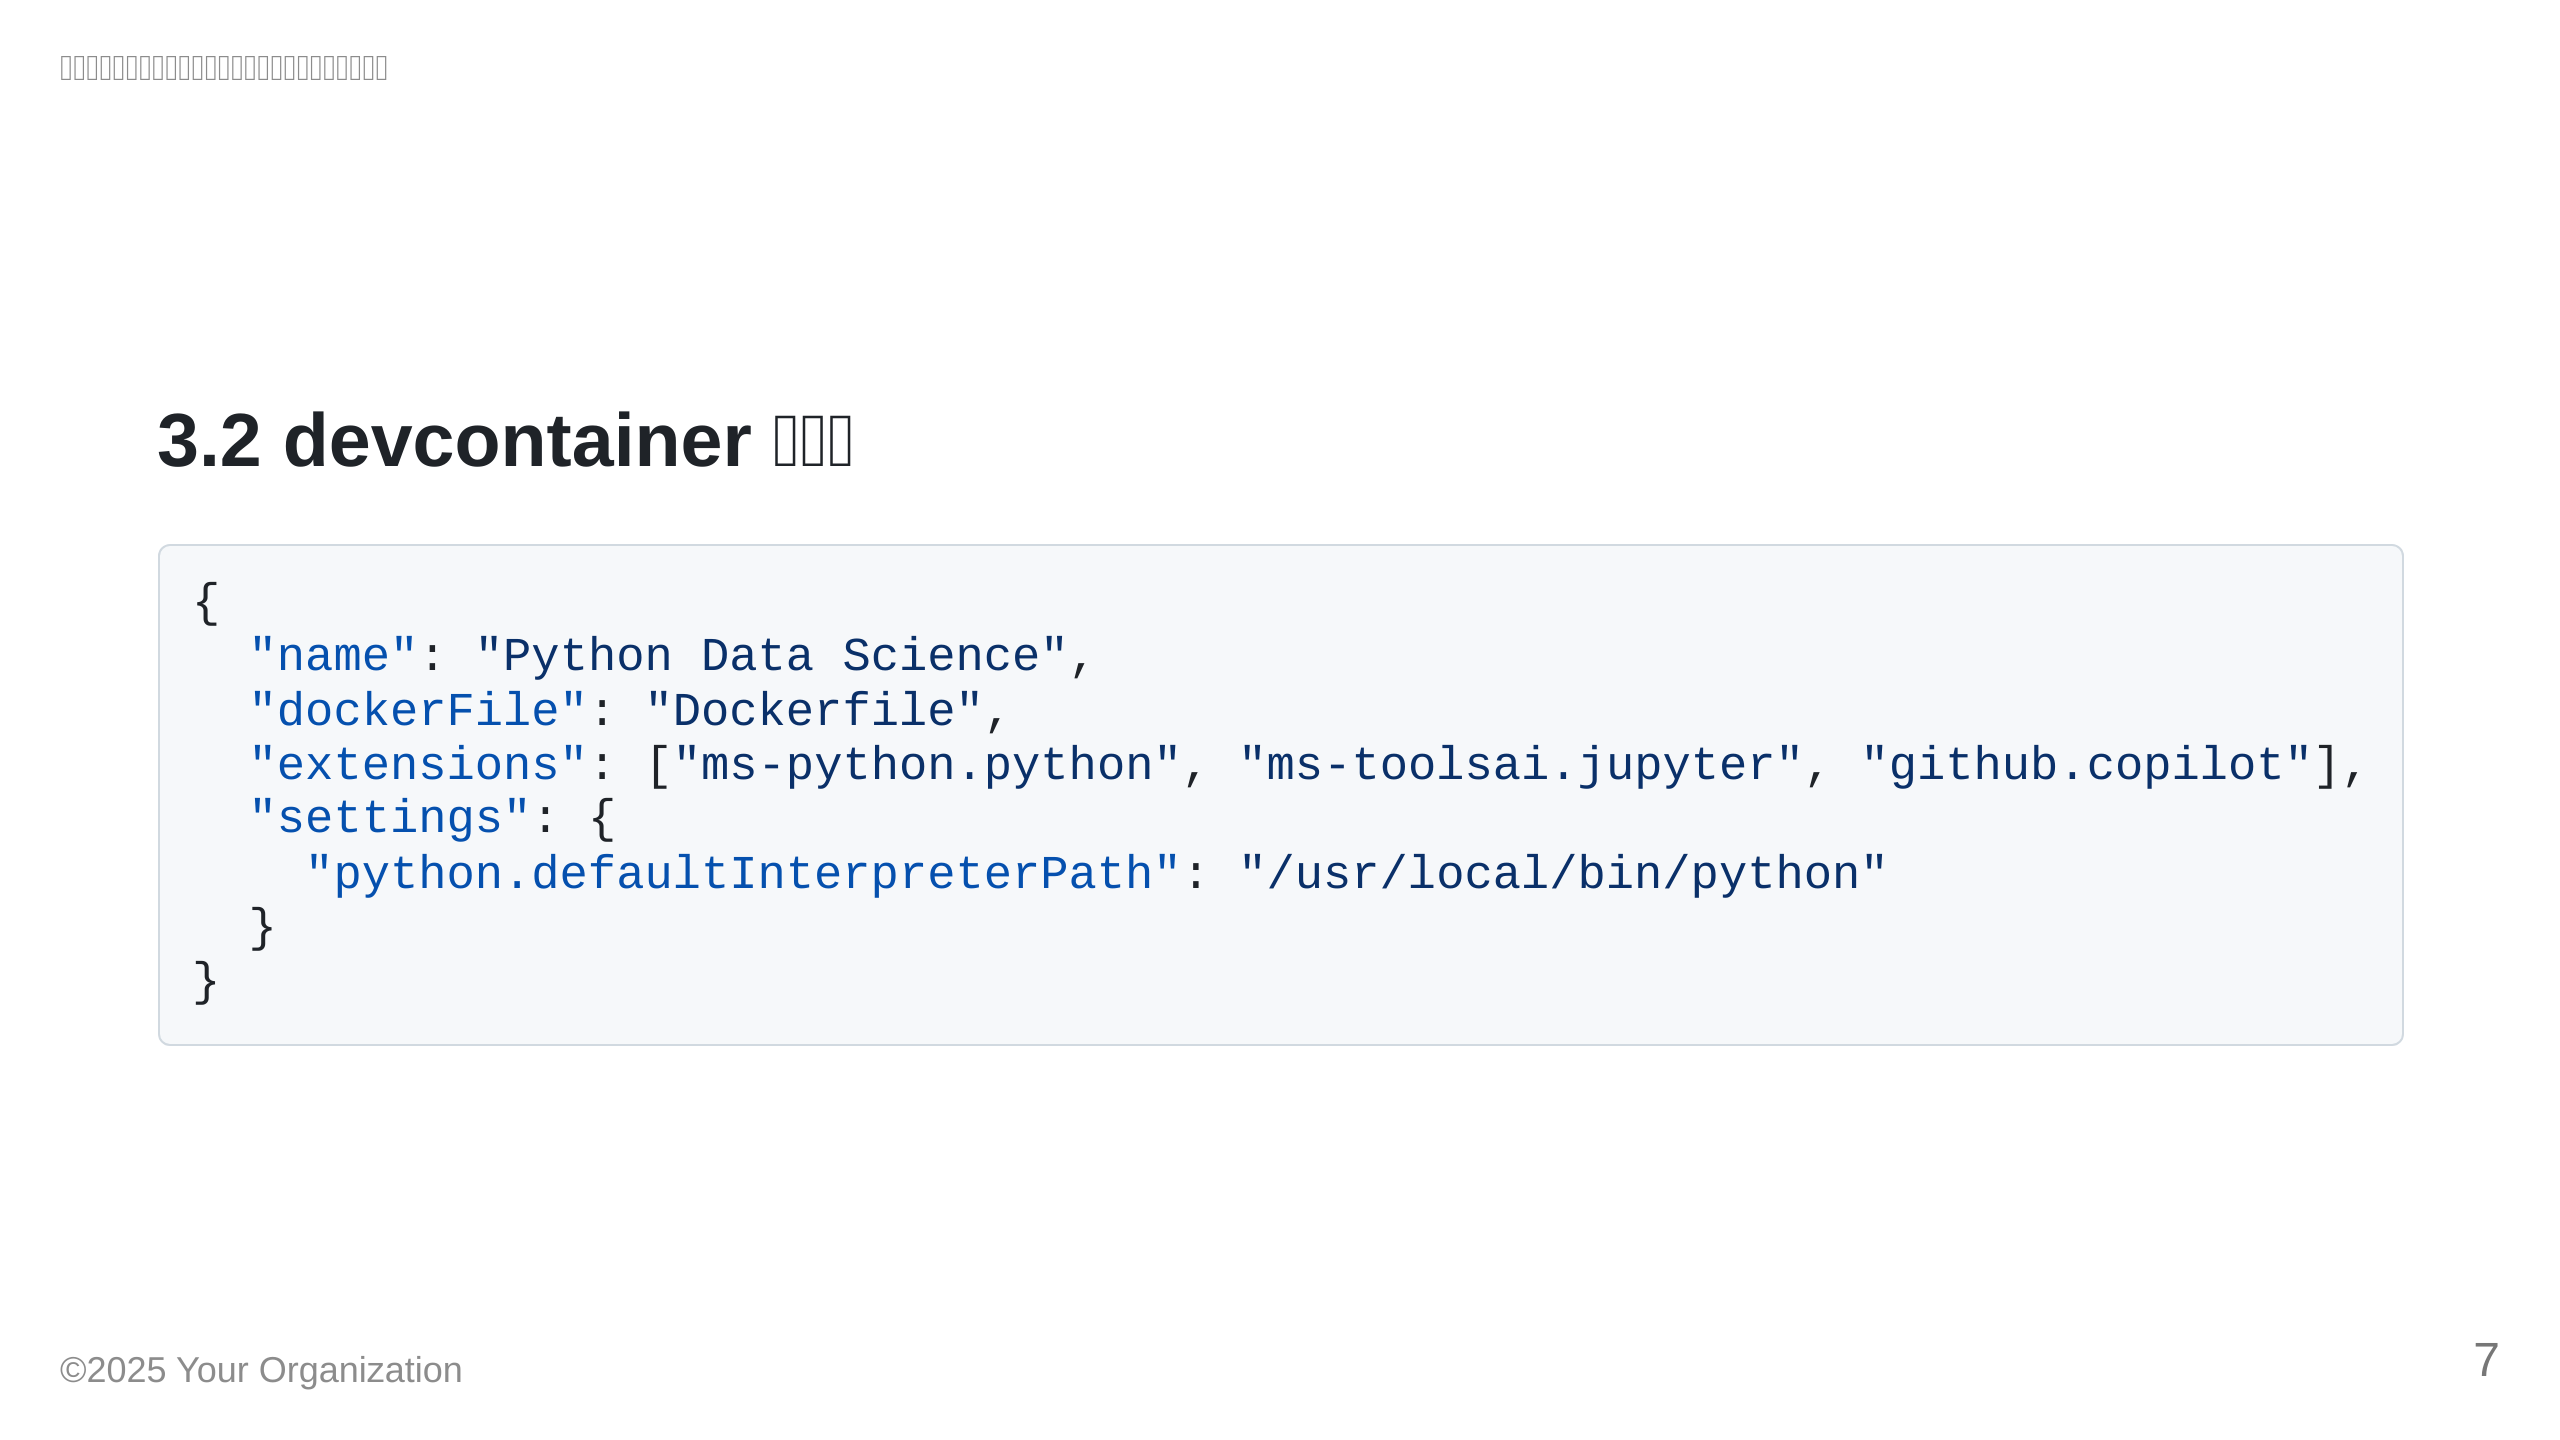 3.2 devcontainer
{
  "name": "Python Data Science",
  "dockerFile": "Dockerfile",
  "extensions": ["ms-python.python", "ms-toolsai.jupyter", "github.copilot"],
  "settings": {
    "python.defaultInterpreterPath": "/usr/local/bin/python"
  }
}
©2025 Your Organization
7